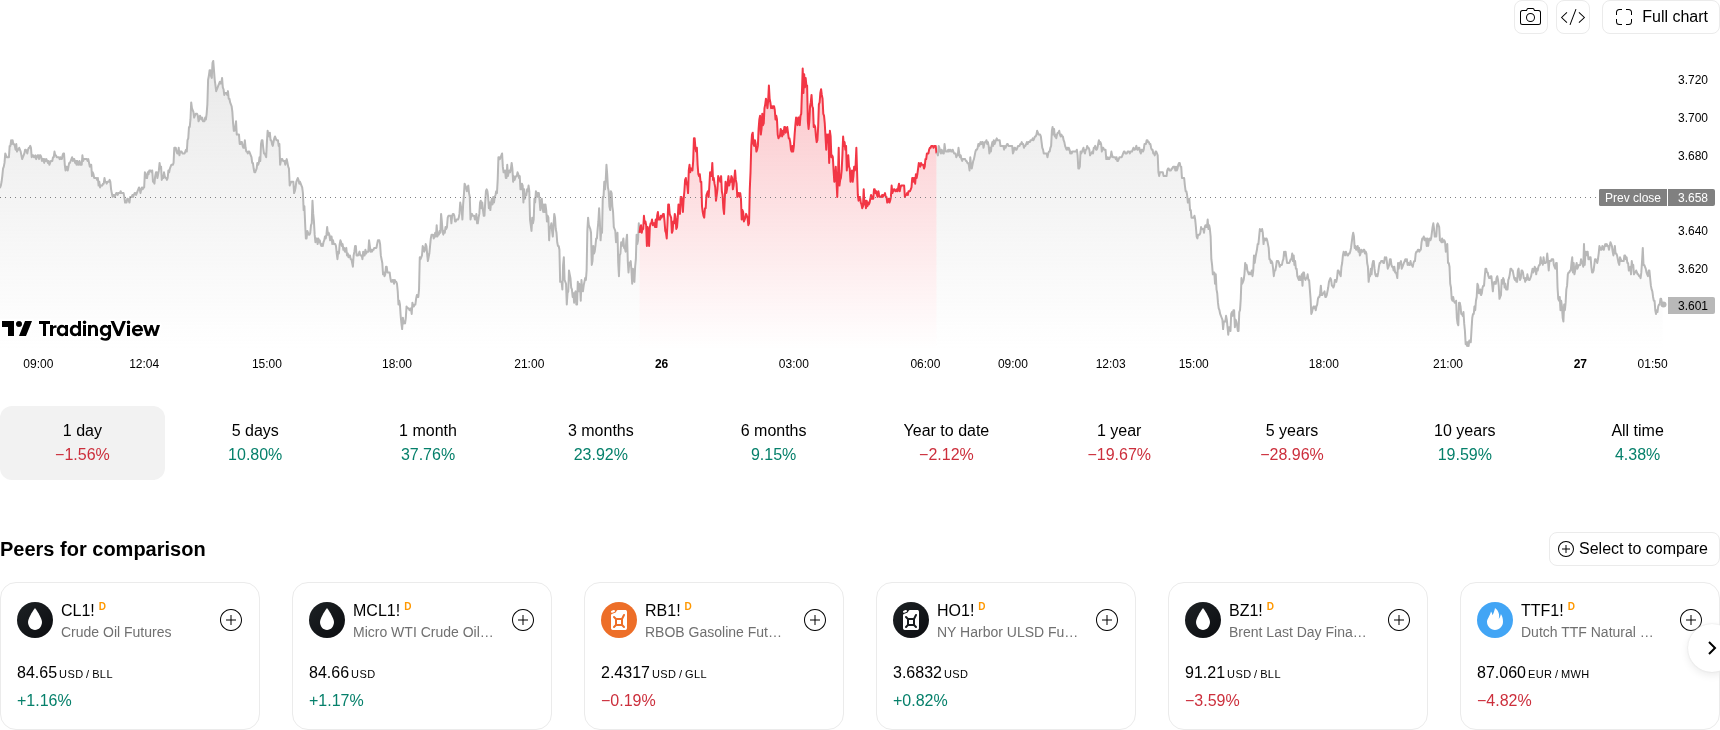 Full chart
3.720
3.700
3.680
Prev close 3.658
3.640
3.620
3.601
TradingView
09:00 12:04 15:00 18:00 21:00 26 03:00 06:00 09:00 12:03 15:00 18:00 21:00 27 01:50
1 day 5 days 1 month 3 months 6 months Year to date 1 year 5 years 10 years All time
−1.56% 10.80% 37.76% 23.92% 9.15% −2.12% −19.67% −28.96% 19.59% 4.38%
Peers for comparison
Select to compare
CL1! D
Crude Oil Futures
84.65 USD / BLL
+1.16%
MCL1! D
Micro WTI Crude Oil…
84.66 USD
+1.17%
RB1! D
RBOB Gasoline Fut…
2.4317 USD / GLL
−0.19%
HO1! D
NY Harbor ULSD Fu…
3.6832 USD
+0.82%
BZ1! D
Brent Last Day Fina…
91.21 USD / BLL
−3.59%
TTF1! D
Dutch TTF Natural …
87.060 EUR / MWH
−4.82%